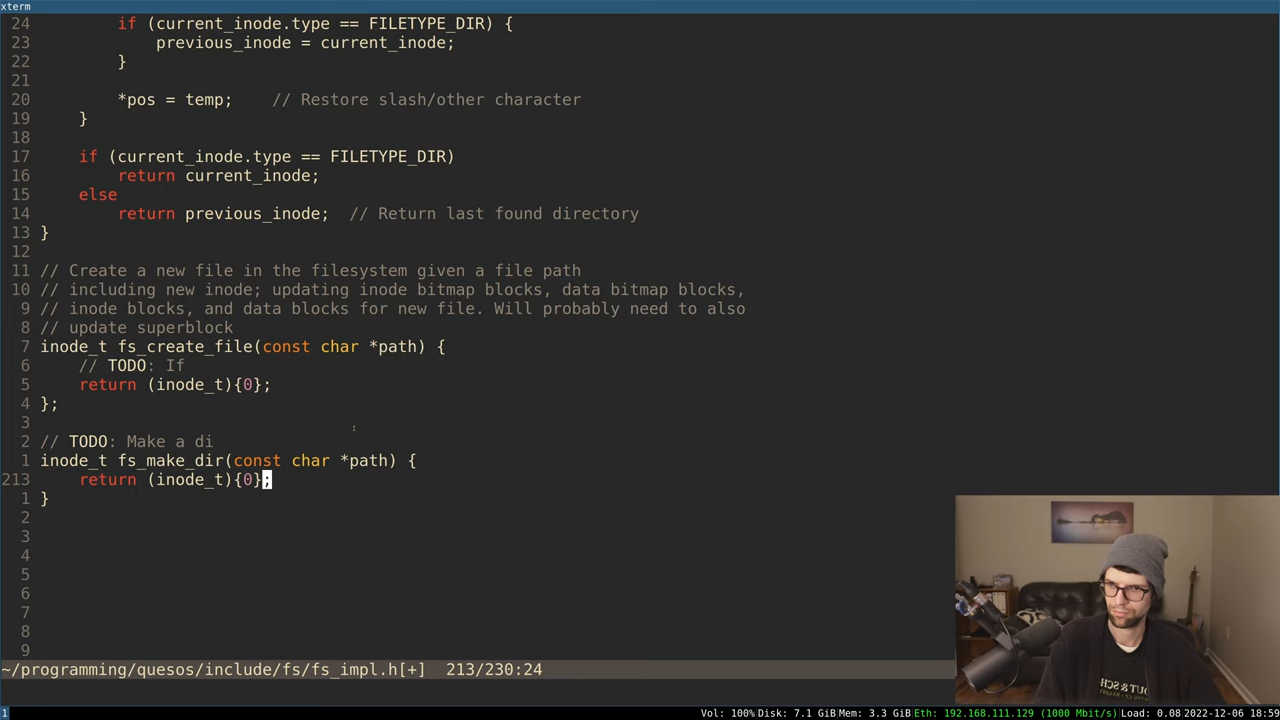 xterm
24 if (current_inode.type == FILETYPE_DIR) {
23 previous_inode = current_inode;
22 }
21
20 *pos = temp;    // Restore slash/other character
19 }
18
17 if (current_inode.type == FILETYPE_DIR)
16 return current_inode;
15 else
14 return previous_inode;  // Return last found directory
13 }
12
11 // Create a new file in the filesystem given a file path
10 // including new inode; updating inode bitmap blocks, data bitmap blocks,
9 // inode blocks, and data blocks for new file. Will probably need to also
8 // update superblock
7 inode_t fs_create_file(const char *path) {
6 // TODO: If
5 return (inode_t){0};
4 };
3
2 // TODO: Make a di
1 inode_t fs_make_dir(const char *path) {
213 return (inode_t){0};
1 }
2
3
4
5
6
7
8
9
~/programming/quesos/include/fs/fs_impl.h[+]  213/230:24
1 Vol: 100% Disk: 7.1 GiB Mem: 3.3 GiB Eth: 192.168.111.129 (1000 Mbit/s) Load: 0.08 2022-12-06 18:59